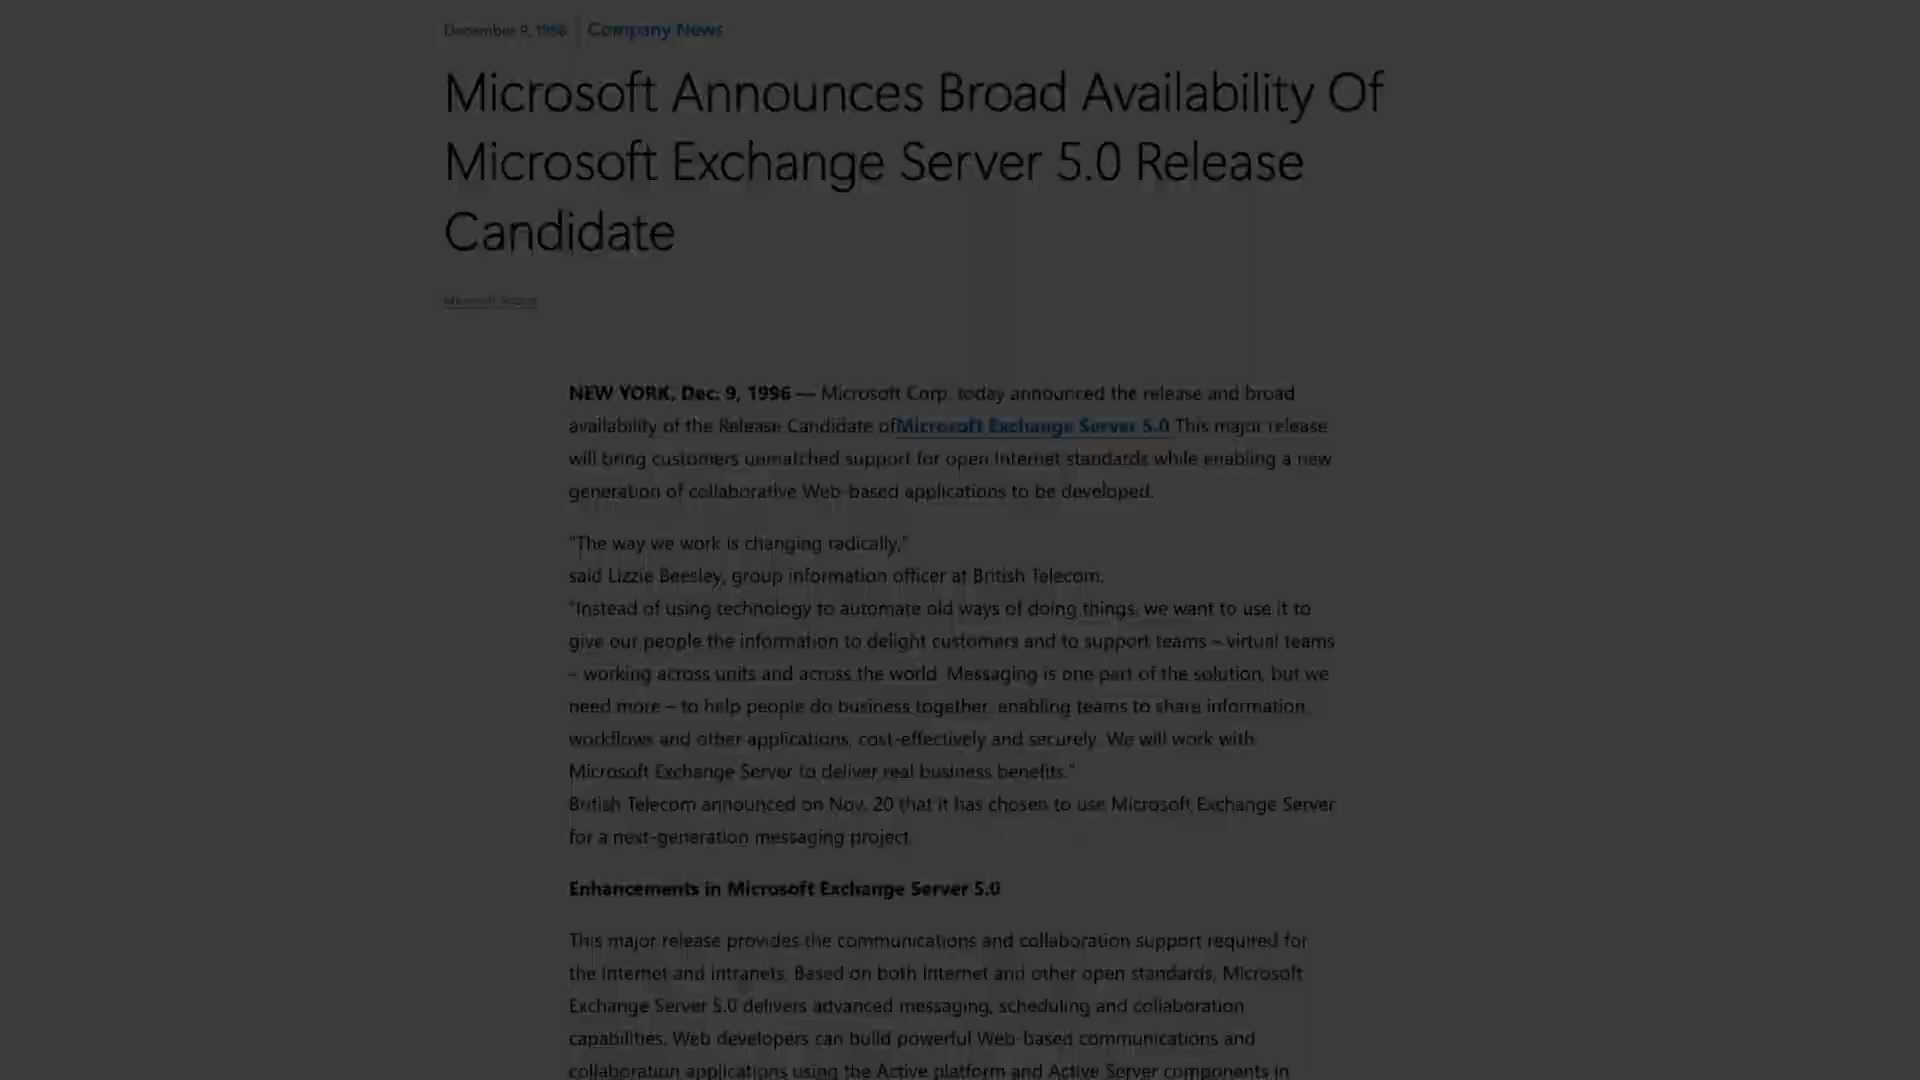 December 9, 1996 | Company News
Microsoft Announces Broad Availability Of
Microsoft Exchange Server 5.0 Release
Candidate
NEW YORK, Dec. 9, 1996 — Microsoft Corp. today announced the release and broad
availability of the Release Candidate ofMicrosoft Exchange Server 5.0 This major release
will bring customers unmatched support for open Internet standards while enabling a new
generation of collaborative Web-based applications to be developed.
"The way we work is changing radically,"
said Lizzie Beesley, group information officer at British Telecom.
"Instead of using technology to automate old ways of doing things, we want to use it to
give our people the information to delight customers and to support teams – virtual teams
– working across units and across the world. Messaging is one part of the solution, but we
need more – to help people do business together, enabling teams to share information,
workflows and other applications, cost-effectively and securely. We will work with
Microsoft Exchange Server to deliver real business benefits."
British Telecom announced on Nov. 20 that it has chosen to use Microsoft Exchange Server
for a next-generation messaging project.
Enhancements in Microsoft Exchange Server 5.0
This major release provides the communications and collaboration support required for
the Internet and intranets. Based on both Internet and other open standards, Microsoft
Exchange Server 5.0 delivers advanced messaging, scheduling and collaboration
capabilities. Web developers can build powerful Web-based communications and
collaboration applications using the Active platform and Active Server components in